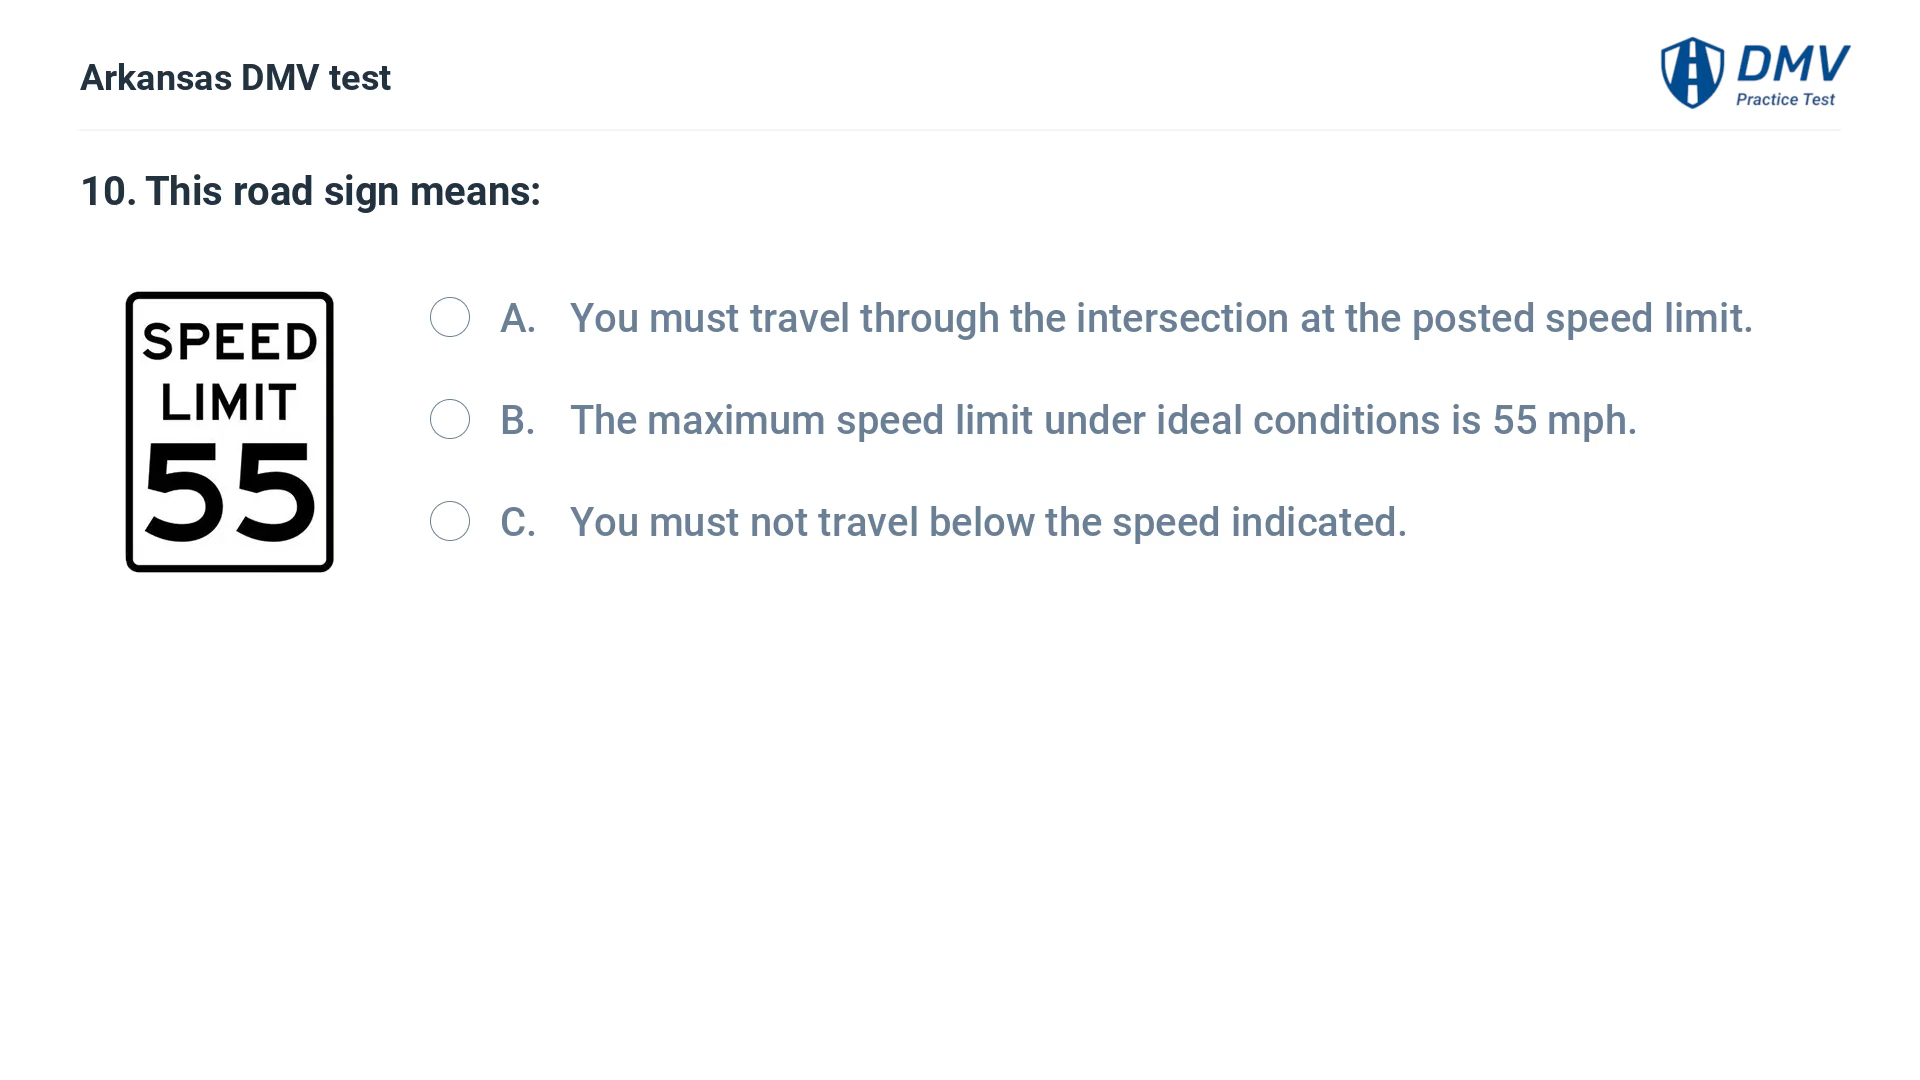 Arkansas DMV test
DMV
Practice Test
10. This road sign means:
SPEED
LIMIT
55
A. You must travel through the intersection at the posted speed limit.
B. The maximum speed limit under ideal conditions is 55 mph.
C. You must not travel below the speed indicated.